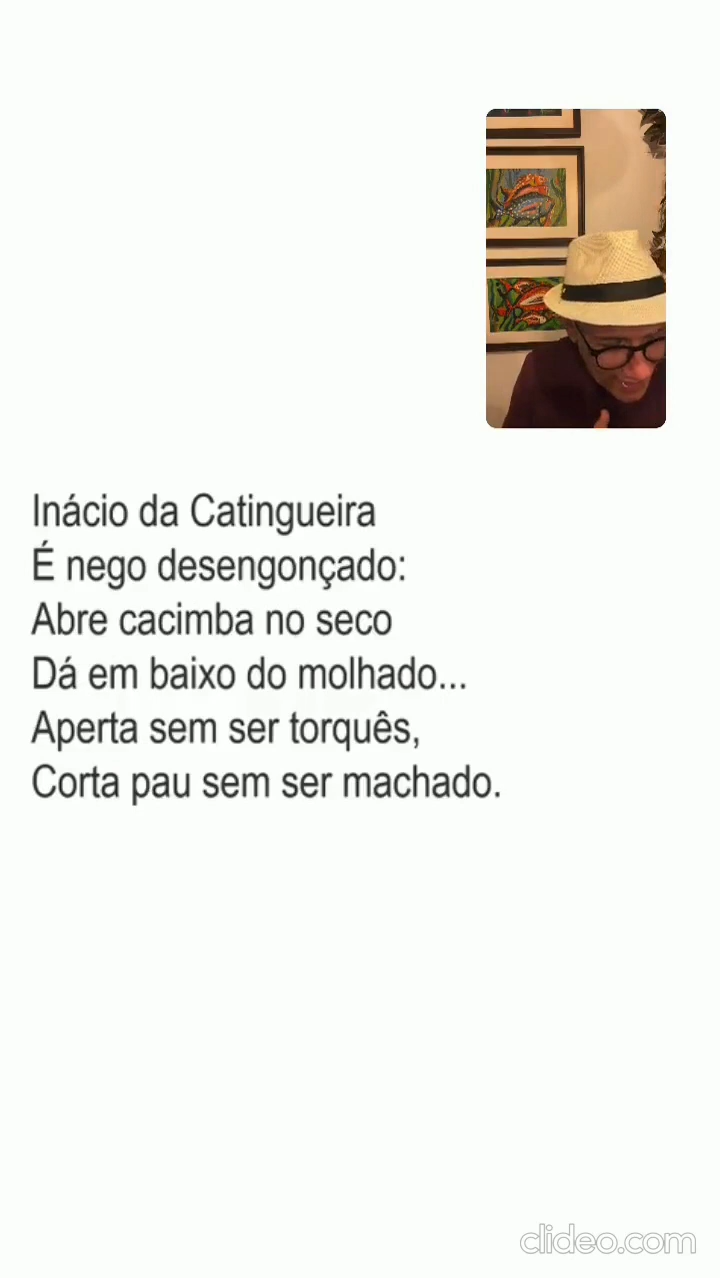 Inácio da Catingueira
É nego desengonçado:
Abre cacimba no seco
Dá em baixo do molhado...
Aperta sem ser torquês,
Corta pau sem ser machado.
clideo.com